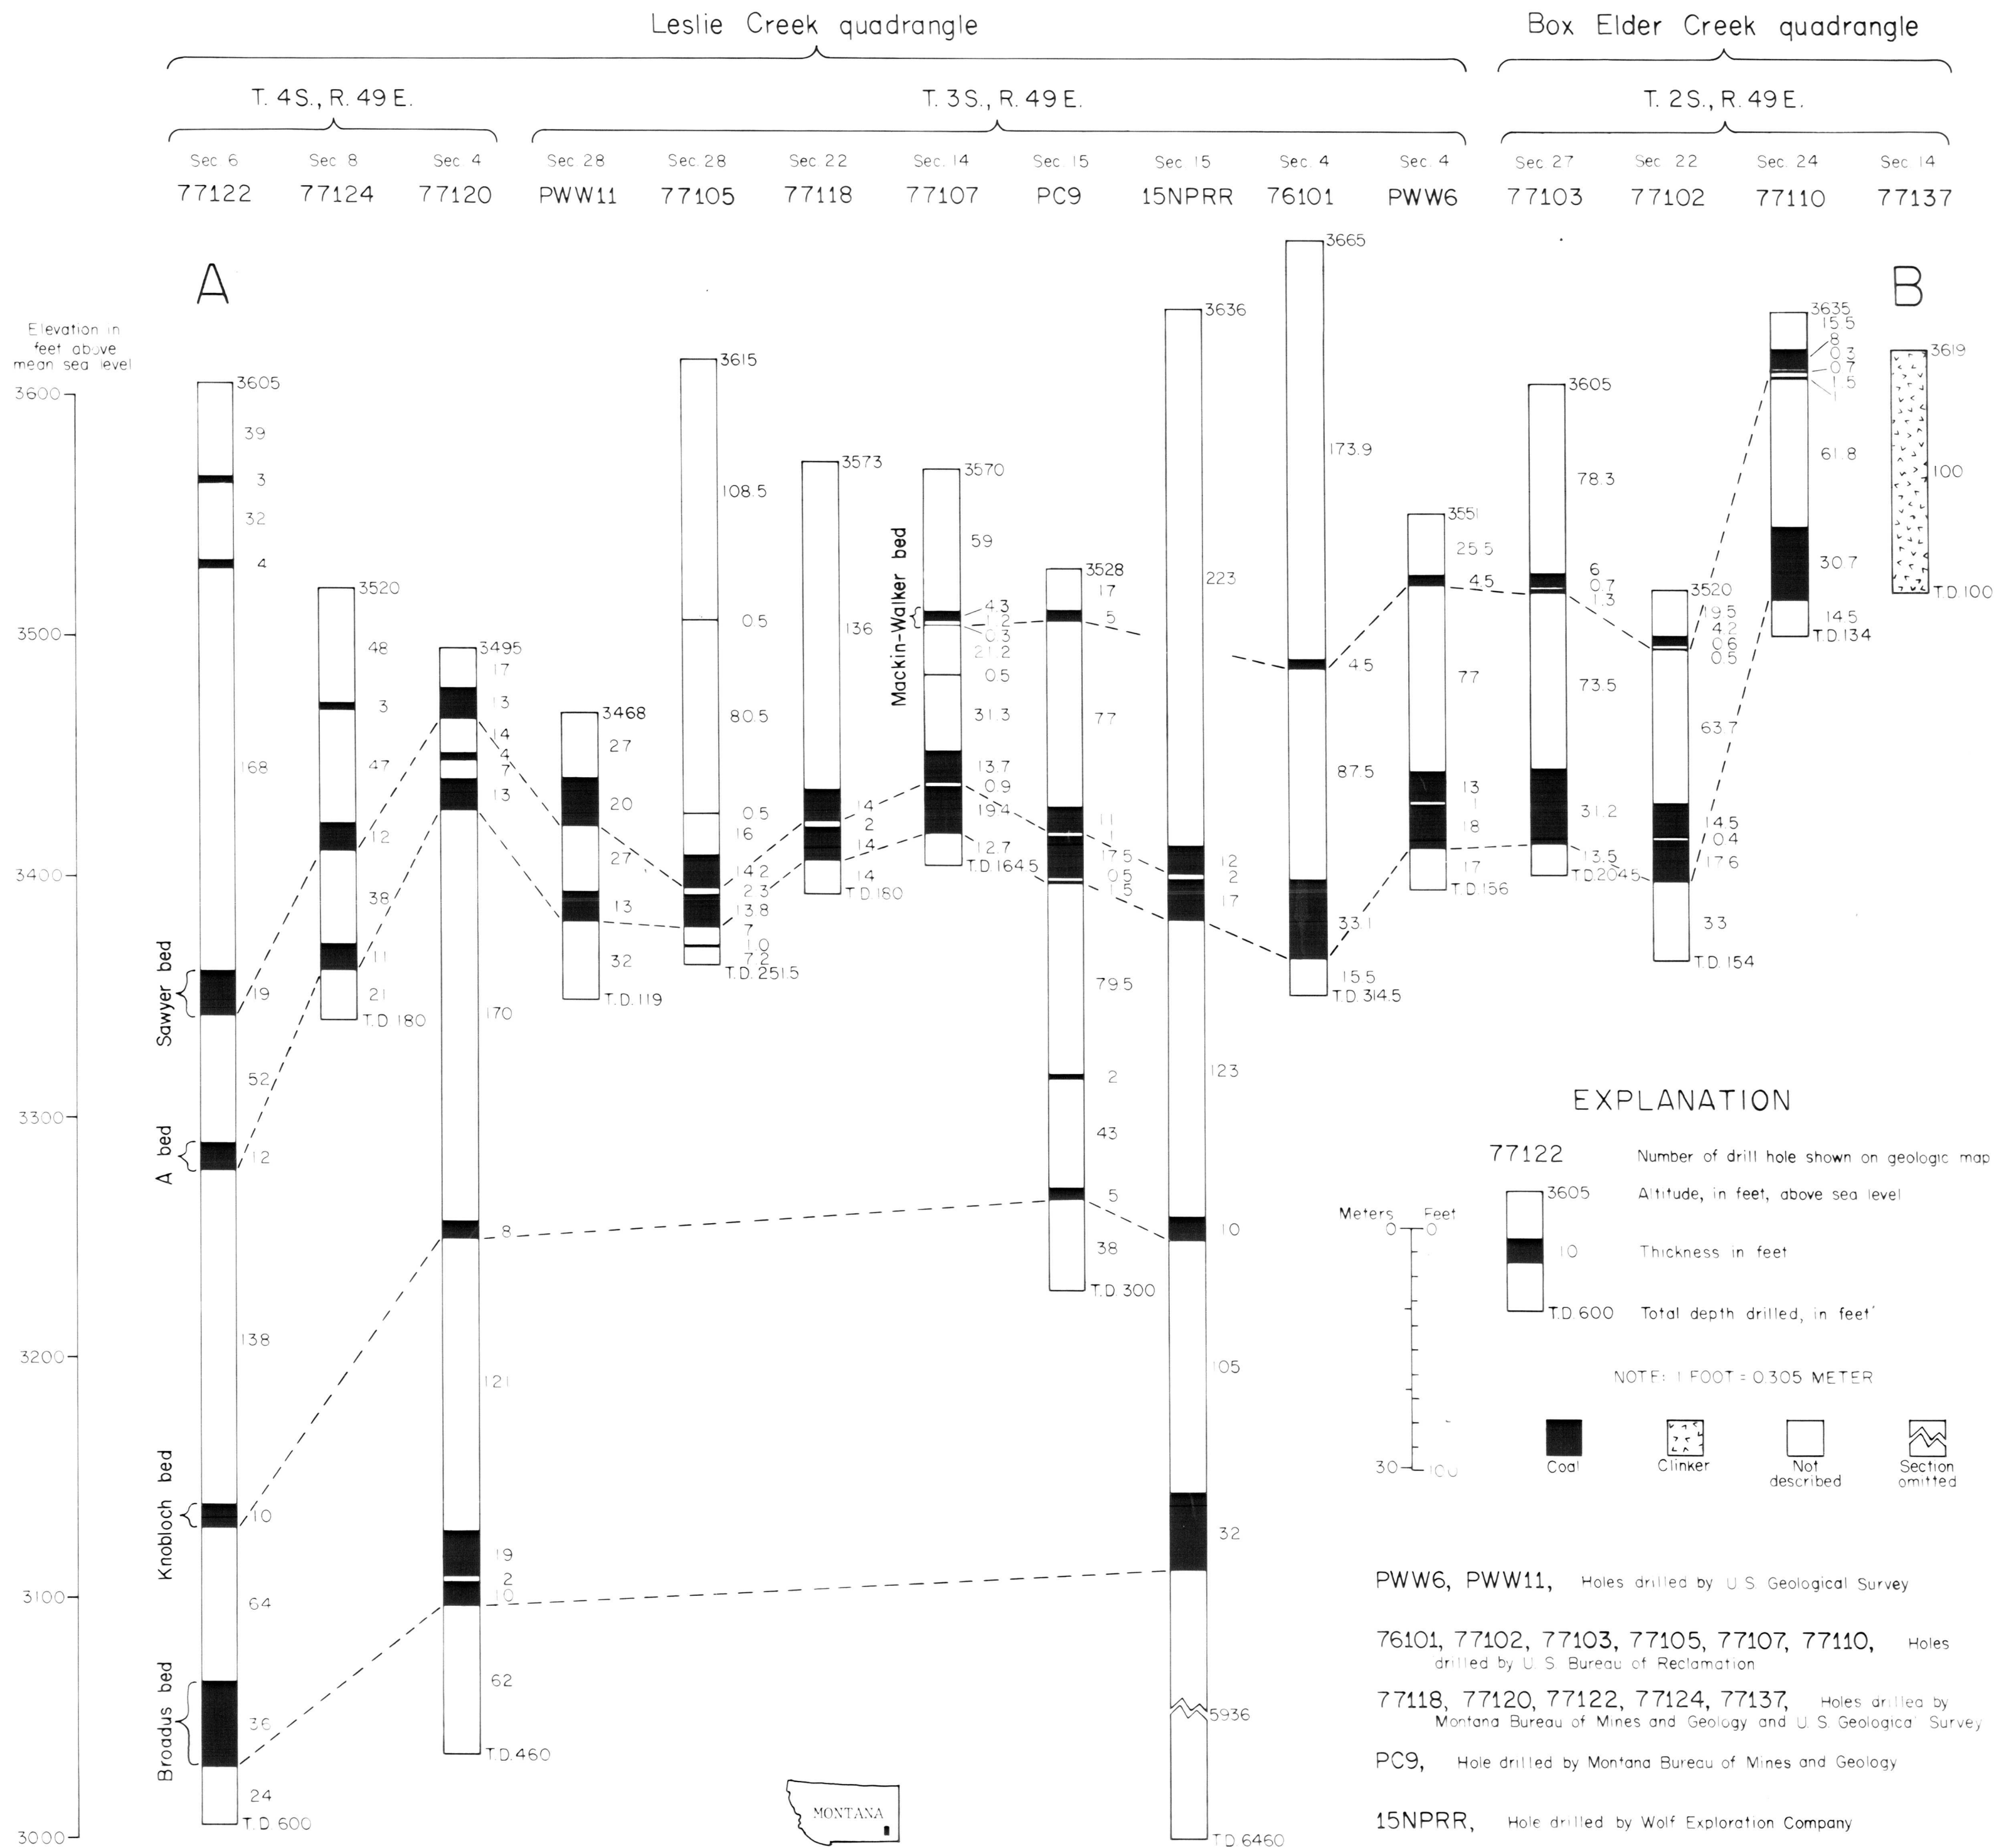 Leslie Creek quadrangle
Box Elder Creek quadrangle
T. 4S., R. 49E.
T. 3S., R. 49E.
T. 2S., R. 49E.
Sec. 6
Sec. 8
Sec. 4
Sec. 28
Sec. 28
Sec. 22
Sec. 14
Sec. 15
Sec. 15
Sec. 4
Sec. 4
Sec. 27
Sec. 22
Sec. 24
Sec. 14
77122
77124
77120
PWW11
77105
77118
77107
PC9
15NPRR
76101
PWW6
77103
77102
77110
77137
A
B
Elevation in
feet above
mean sea level
3600
3500
3400
3300
3200
3100
3000
Sawyer bed
A bed
Knobloch bed
Broadus bed
3605
39
3
32
4
168
19
52
12
138
10
64
36
24
T.D. 600
3520
48
3
47
12
38
11
21
T.D. 180
3495
17
13
14
4
7
13
170
8
121
19
2
10
62
T.D. 460
3468
27
20
27
13
32
T.D. 119
3615
108.5
0.5
80.5
0.5
16
14.2
2.3
13.8
7
1.0
7.2
T.D. 251.5
3573
136
14
2
14
14
T.D. 180
Mackin-Walker bed
3570
59
4.3
1.2
0.3
21.2
0.5
31.3
13.7
0.9
19.4
12.7
T.D. 164.5
3528
17
5
77
11
1
17.5
0.5
1.5
79.5
2
43
5
38
T.D. 300
3636
223
12
2
17
123
10
105
32
5936
T.D. 6460
3665
173.9
4.5
87.5
33.1
15.5
T.D. 314.5
3551
25.5
4.5
77
13
1
18
17
T.D. 156
3605
78.3
6
0.7
1.3
73.5
31.2
13.5
T.D. 204.5
3520
19.5
4.2
0.6
0.5
63.7
14.5
0.4
17.6
33
T.D. 154
3635
15.5
8
0.3
0.7
1.5
1
61.8
30.7
14.5
T.D. 134
3619
100
T.D. 100
EXPLANATION
77122 Number of drill hole shown on geologic map
3605 Altitude, in feet, above sea level
10 Thickness in feet
T.D. 600 Total depth drilled, in feet
Meters Feet
0 0
30 100
NOTE: 1 FOOT = 0.305 METER
Coal
Clinker
Not
described
Section
omitted
PWW6, PWW11, Holes drilled by U.S. Geological Survey
76101, 77102, 77103, 77105, 77107, 77110, Holes
drilled by U. S. Bureau of Reclamation
77118, 77120, 77122, 77124, 77137, Holes drilled by
Montana Bureau of Mines and Geology and U. S. Geological Survey
PC9, Hole drilled by Montana Bureau of Mines and Geology
15NPRR, Hole drilled by Wolf Exploration Company
MONTANA